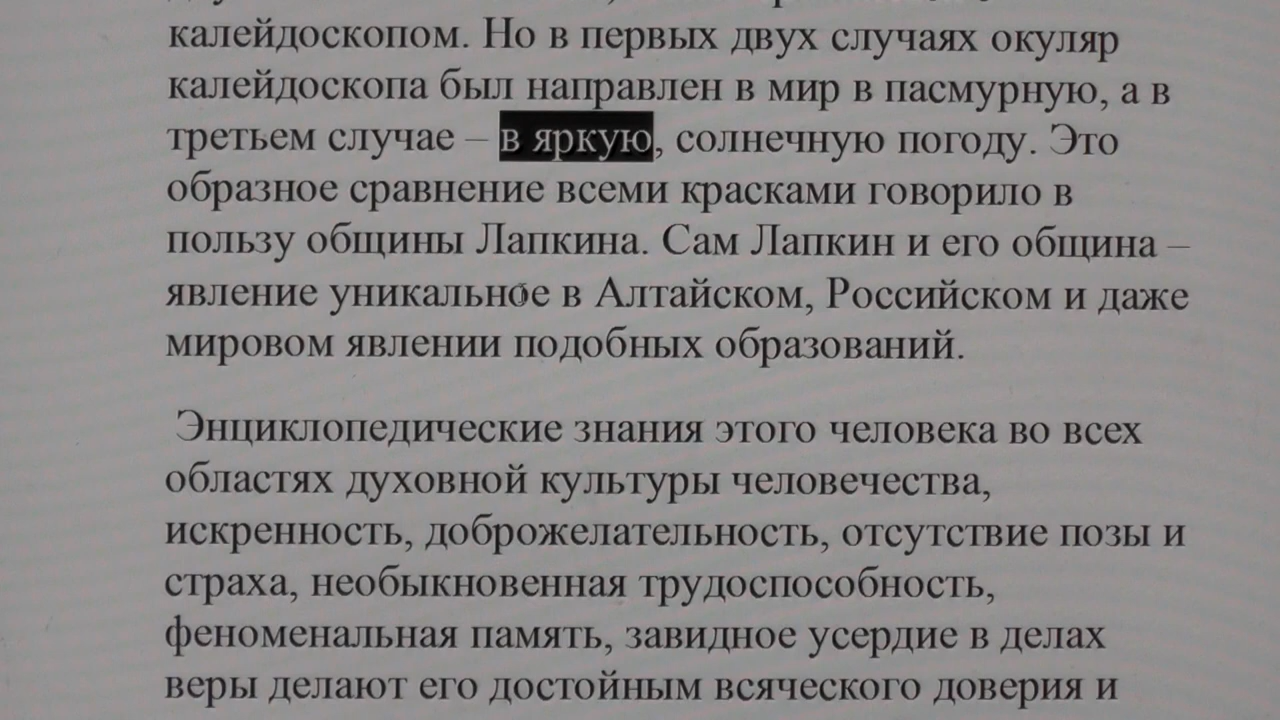 калейдоскопом. Но в первых двух случаях окуляр
калейдоскопа был направлен в мир в пасмурную, а в
третьем случае – в яркую, солнечную погоду. Это
образное сравнение всеми красками говорило в
пользу общины Лапкина. Сам Лапкин и его община –
явление уникальное в Алтайском, Российском и даже
мировом явлении подобных образований.
Энциклопедические знания этого человека во всех
областях духовной культуры человечества,
искренность, доброжелательность, отсутствие позы и
страха, необыкновенная трудоспособность,
феноменальная память, завидное усердие в делах
веры делают его достойным всяческого доверия и